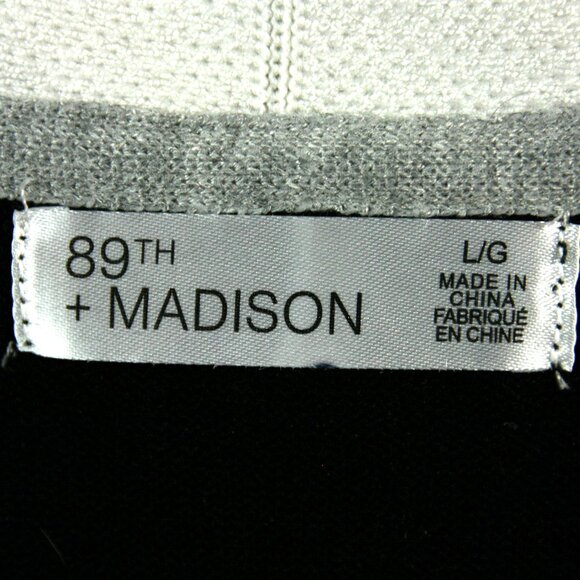 89TH
+ MADISON
L/G
MADE IN
CHINA
FABRIQUÉ
EN CHINE